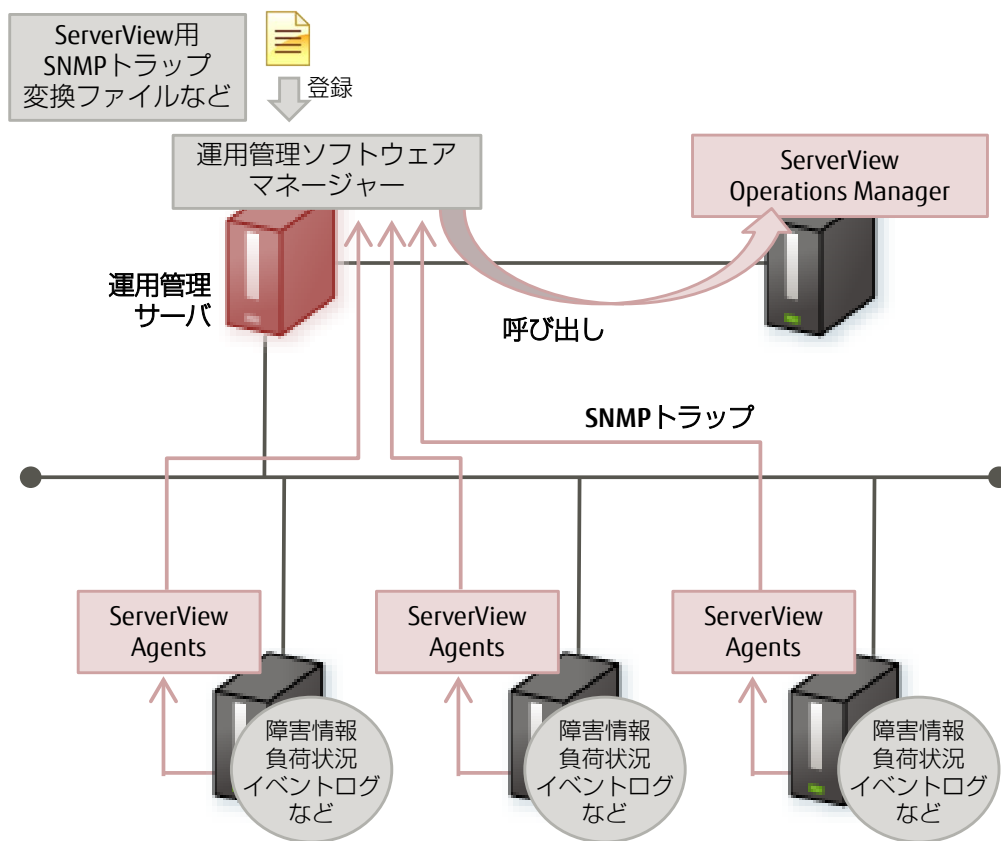 ServerView用
SNMPトラップ
変換ファイルなど
登録
運用管理ソフトウェア
マネージャー
ServerView
Operations Manager
運用管理
サーバ
呼び出し
SNMPトラップ
ServerView
Agents
ServerView
Agents
ServerView
Agents
障害情報
負荷状況
イベントログ
など
障害情報
負荷状況
イベントログ
など
障害情報
負荷状況
イベントログ
など